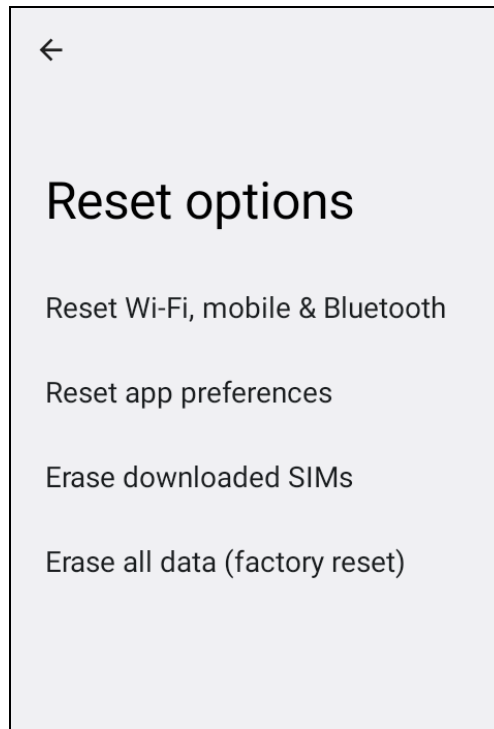 Reset options
Reset Wi-Fi, mobile & Bluetooth
Reset app preferences
Erase downloaded SIMs
Erase all data (factory reset)